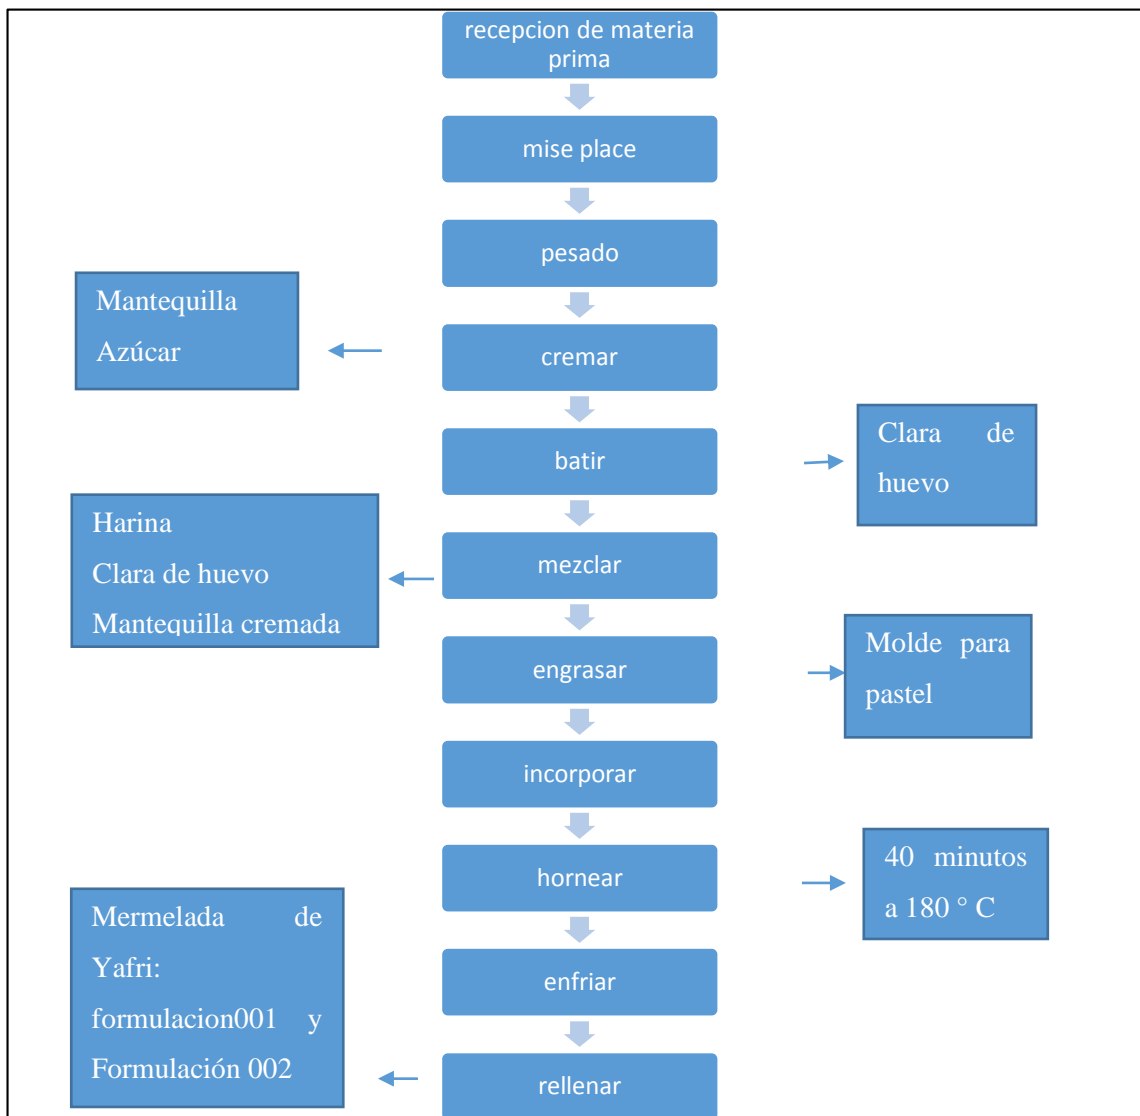 recepcion de materia
prima
mise place
pesado
Mantequilla
Azúcar
cremar
batir
Clara de
huevo
Harina
Clara de huevo
Mantequilla cremada
mezclar
engrasar
Molde para
pastel
incorporar
hornear
40 minutos
a 180 ° C
Mermelada de
Yafri:
formulacion001 y
Formulación 002
enfriar
rellenar